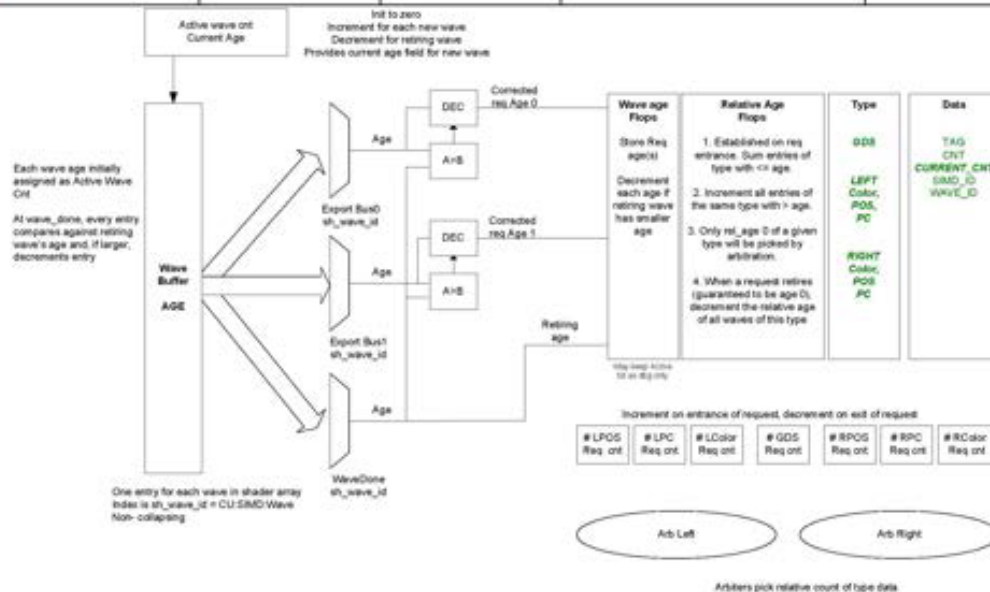 Active wave cnt
Current Age
Init to zero
Increment for each new wave
Decrement for retiring wave
Provides current age field for new wave
Each wave age initially
assigned as Active Wave
Cnt
At wave_done, every entry
compares against retiring
wave's age and, if larger,
decrements entry
Wave
Buffer
AGE
One entry for each wave in shader array
Index is sh_wave_id = CU:SIMD:Wave
Non- collapsing
Age
Export Bus0
sh_wave_id
Age
Export Bus1
sh_wave_id
Age
WaveDone
sh_wave_id
DEC
A>B
Corrected
req Age 0
DEC
A>B
Corrected
req Age 1
Retiring
age
Wave age
Flops
Store Req
age(s)
Decrement
each age if
retiring wave
has smaller
age
Relative Age
Flops
1. Established on req
entrance. Sum entries of
type with <= age.
2. Increment all entries of
the same type with > age.
3. Only rel_age 0 of a given
type will be picked by
arbitration.
4. When a request retires
(guaranteed to be age 0),
decrement the relative age
of all waves of this type
Type
GDS
LEFT
Color,
POS,
PC
RIGHT
Color,
POS
PC
Data
TAG
CNT
CURRENT_CNT
SIMD_ID
WAVE_ID
Increment on entrance of request, decrement on exit of request
# LPOS
Req cnt
# LPC
Req cnt
# LColor
Req cnt
# GDS
Req cnt
# RPOS
Req cnt
# RPC
Req cnt
# RColor
Req cnt
Arb Left
Arb Right
Arbiters pick relative count of type data